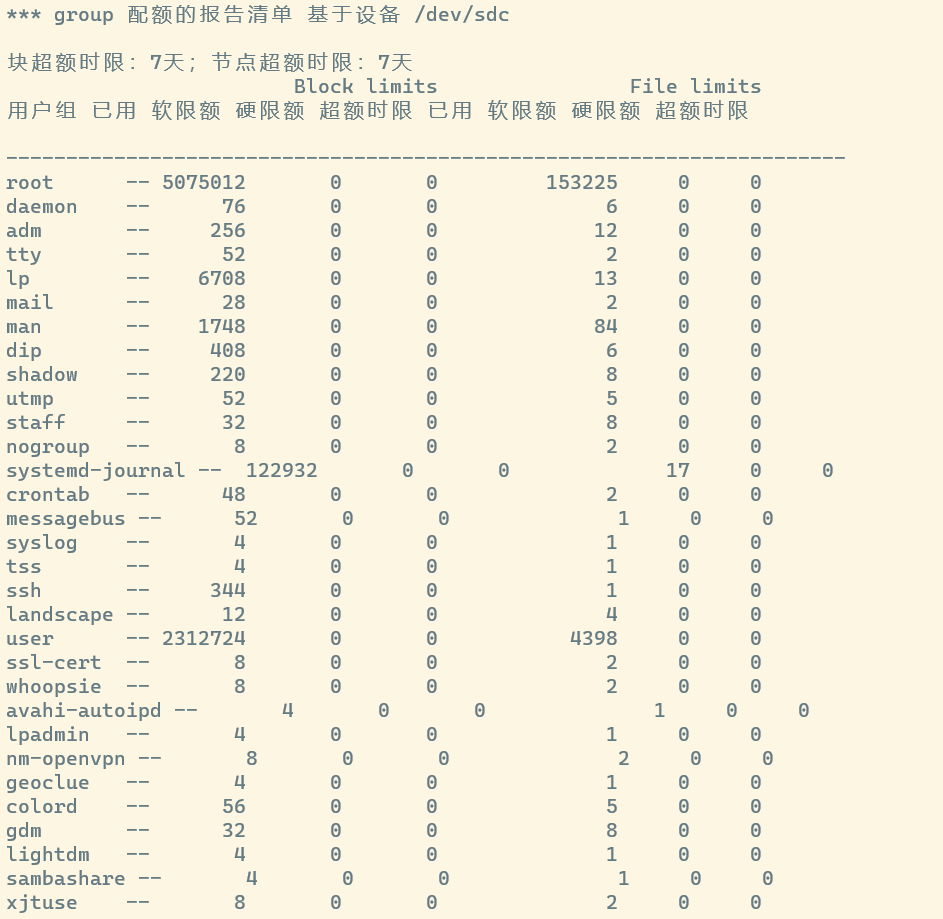 *** group 配额的报告清单 基于设备 /dev/sdc
块超额时限: 7天; 节点超额时限: 7天
Block limits File limits
用户组 已用 软限额 硬限额 超额时限 已用 软限额 硬限额 超额时限
----------------------------------------------------------------------
root -- 5075012 0 0 153225 0 0
daemon -- 76 0 0 6 0 0
adm -- 256 0 0 12 0 0
tty -- 52 0 0 2 0 0
lp -- 6708 0 0 13 0 0
mail -- 28 0 0 2 0 0
man -- 1748 0 0 84 0 0
dip -- 408 0 0 6 0 0
shadow -- 220 0 0 8 0 0
utmp -- 52 0 0 5 0 0
staff -- 32 0 0 8 0 0
nogroup -- 8 0 0 2 0 0
systemd-journal -- 122932 0 0 17 0 0
crontab -- 48 0 0 2 0 0
messagebus -- 52 0 0 1 0 0
syslog -- 4 0 0 1 0 0
tss -- 4 0 0 1 0 0
ssh -- 344 0 0 1 0 0
landscape -- 12 0 0 4 0 0
user -- 2312724 0 0 4398 0 0
ssl-cert -- 8 0 0 2 0 0
whoopsie -- 8 0 0 2 0 0
avahi-autoipd -- 4 0 0 1 0 0
lpadmin -- 4 0 0 1 0 0
nm-openvpn -- 8 0 0 2 0 0
geoclue -- 4 0 0 1 0 0
colord -- 56 0 0 5 0 0
gdm -- 32 0 0 8 0 0
lightdm -- 4 0 0 1 0 0
sambashare -- 4 0 0 1 0 0
xjtuse -- 8 0 0 2 0 0